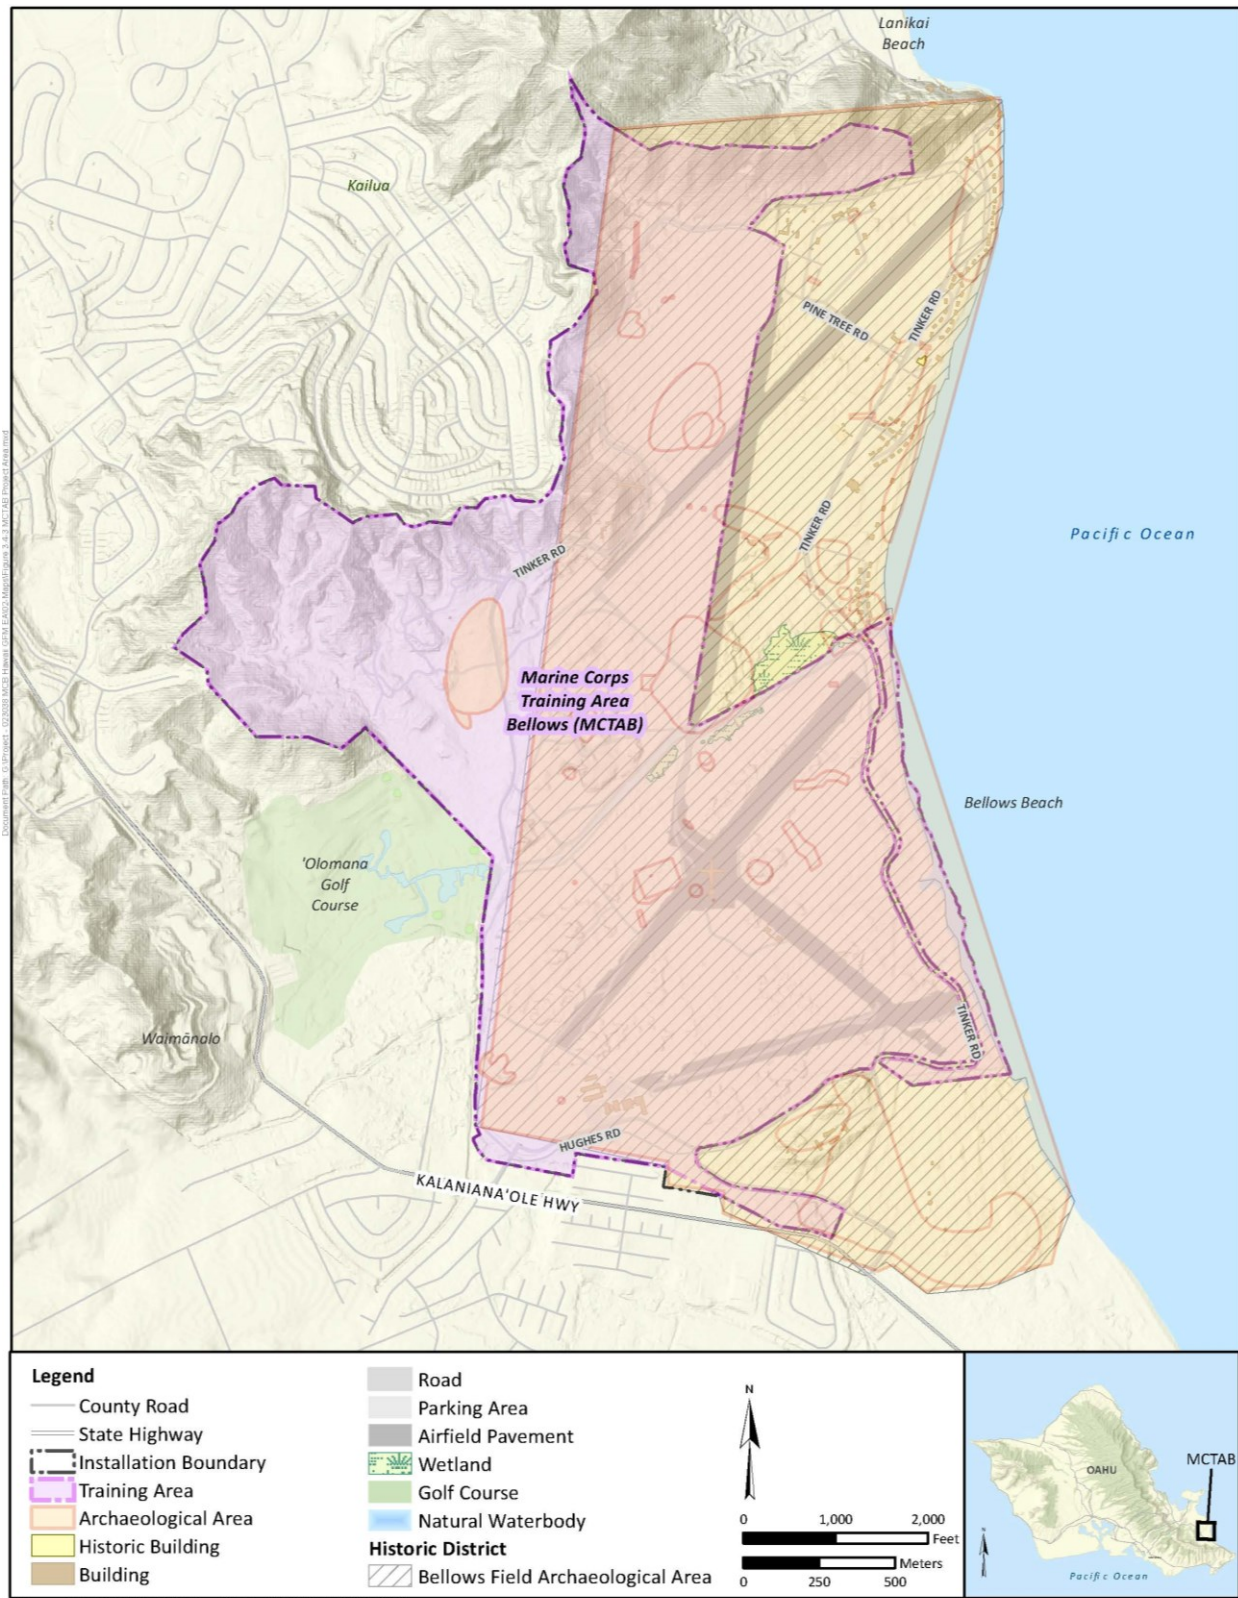 Lanikai
Beach
Kailua
PINE TREE RD
TINKER RD
TINKER RD
Pacific Ocean
TINKER RD
Marine Corps
Training Area
Bellows (MCTAB)
Bellows Beach
'Olomana
Golf
Course
Waimānalo
TINKER RD
HUGHES RD
KALANIANA'OLE HWY
Legend
County Road
State Highway
Installation Boundary
Training Area
Archaeological Area
Historic Building
Building
Road
Parking Area
Airfield Pavement
Wetland
Golf Course
Natural Waterbody
Historic District
Bellows Field Archaeological Area
N
0 1,000 2,000
Feet
Meters
0 250 500
MCTAB
OAHU
N
Pacific Ocean